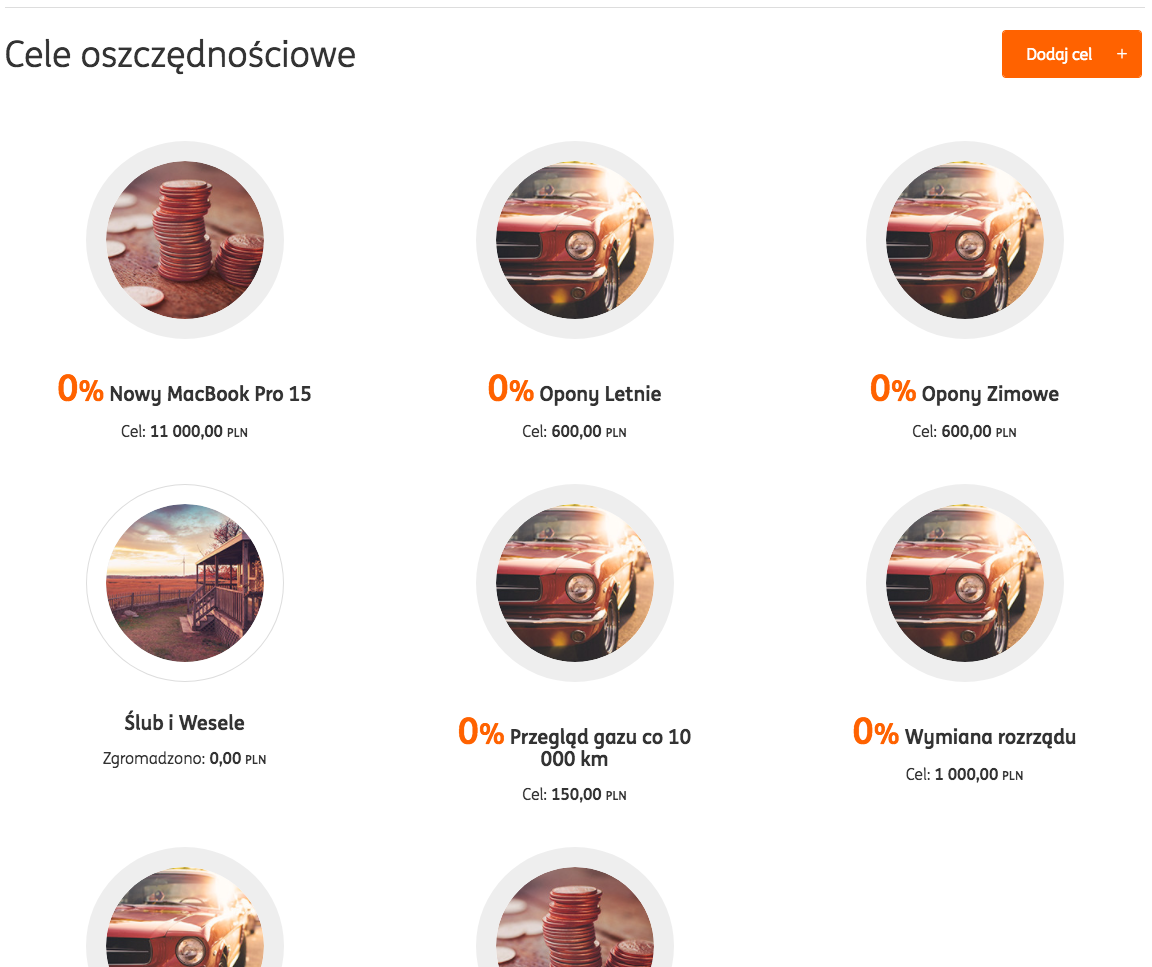 Cele oszczędnościowe
Dodaj cel +
0% Nowy MacBook Pro 15
Cel: 11 000,00 PLN
0% Opony Letnie
Cel: 600,00 PLN
0% Opony Zimowe
Cel: 600,00 PLN
Ślub i Wesele
Zgromadzono: 0,00 PLN
0% Przegląd gazu co 10
000 km
Cel: 150,00 PLN
0% Wymiana rozrządu
Cel: 1 000,00 PLN